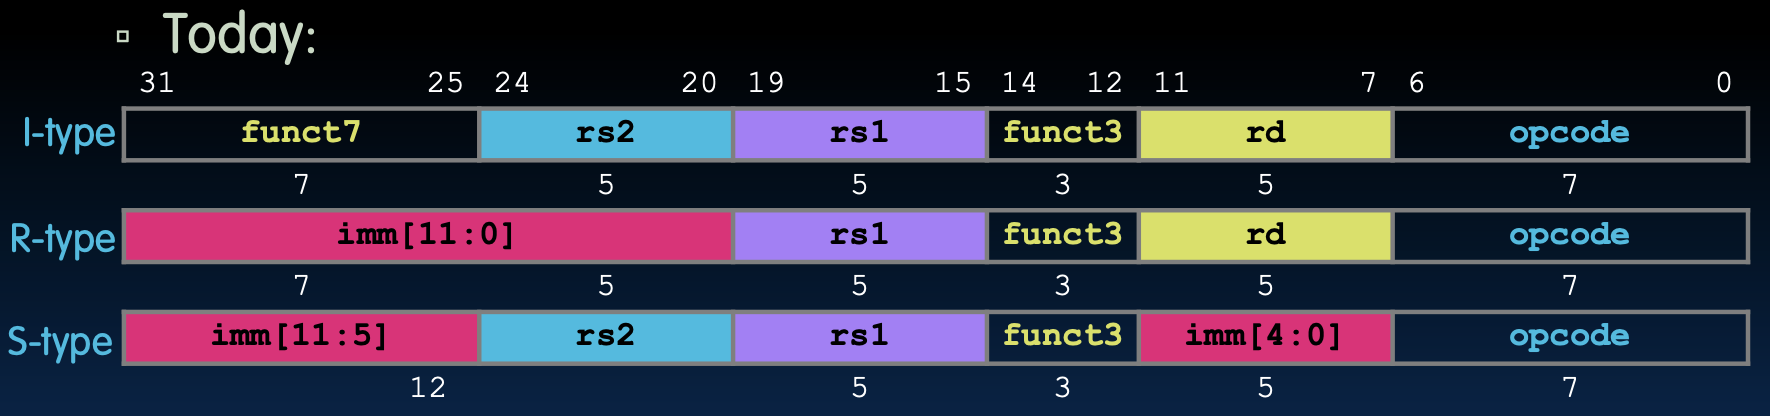 Today:
31 25 24 20 19 15 14 12 11 7 6 0
I-type funct7 rs2 rs1 funct3 rd opcode
7 5 5 3 5 7
R-type imm[11:0] rs1 funct3 rd opcode
7 5 5 3 5 7
S-type imm[11:5] rs2 rs1 funct3 imm[4:0] opcode
12 5 3 5 7